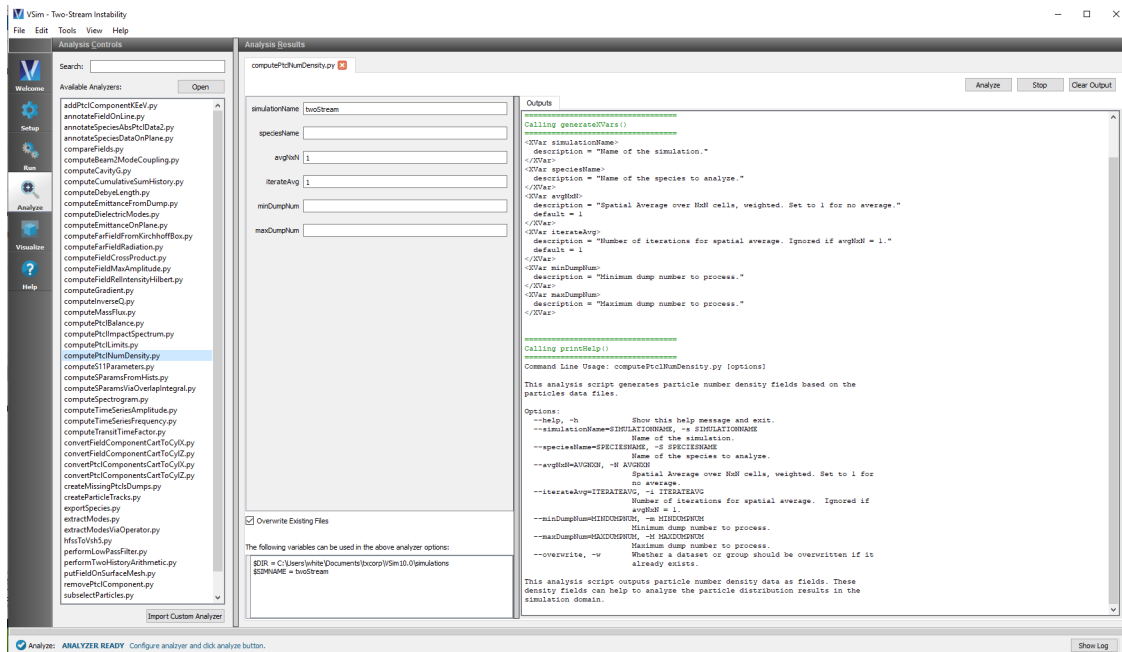 VSim - Two-Stream Instability
File Edit Tools View Help
Analysis Controls
Welcome
Setup
Run
Analyze
Visualize
Help
Search:
Available Analyzers:
Open
addPtclComponentKEeV.py
annotateFieldOnLine.py
annotateSpeciesAbsPtclData2.py
annotateSpeciesDataOnPlane.py
compareFields.py
computeBeam2ModeCoupling.py
computeCavityG.py
computeCumulativeSumHistory.py
computeDebyeLength.py
computeEmittanceFromDump.py
computeDielectricModes.py
computeEmittanceOnPlane.py
computeFarFieldFromKirchhoffBox.py
computeFarFieldRadiation.py
computeFieldCrossProduct.py
computeFieldMaxAmplitude.py
computeFieldRelIntensityHilbert.py
computeGradient.py
computeInverseQ.py
computeMassFlux.py
computePtclBalance.py
computePtclImpactSpectrum.py
computePtclLimits.py
computePtclNumDensity.py
computeS11Parameters.py
computeSParamsFromHists.py
computeSParamsViaOverlapIntegral.py
computeSpectrogram.py
computeTimeSeriesAmplitude.py
computeTimeSeriesFrequency.py
computeTransitTimeFactor.py
convertFieldComponentCartToCylX.py
convertFieldComponentCartToCylZ.py
convertPtclComponentsCartToCylX.py
convertPtclComponentsCartToCylZ.py
createMissingPtclsDumps.py
createParticleTracks.py
exportSpecies.py
extractModes.py
extractModesViaOperator.py
hfssToVsh5.py
performLowPassFilter.py
performTwoHistoryArithmetic.py
putFieldOnSurfaceMesh.py
removePtclComponent.py
subselectParticles.py
Import Custom Analyzer
Analysis Results
computePtclNumDensity.py
Analyze
Stop
Clear Output
simulationName twoStream
speciesName
avgNxN 1
iterateAvg 1
minDumpNum
maxDumpNum
Overwrite Existing Files
The following variables can be used in the above analyzer options:
$DIR = C:\Users\white\Documents\txcorp\VSim10.0\simulations
$SIMNAME = twoStream
Outputs
==================================
Calling generateXVars()
==================================
<XVar simulationName>
description = "Name of the simulation."
</XVar>
<XVar speciesName>
description = "Name of the species to analyze."
</XVar>
<XVar avgNxN>
description = "Spatial Average over NxN cells, weighted. Set to 1 for no average."
default = 1
</XVar>
<XVar iterateAvg>
description = "Number of iterations for spatial average. Ignored if avgNxN = 1."
default = 1
</XVar>
<XVar minDumpNum>
description = "Minimum dump number to process."
</XVar>
<XVar maxDumpNum>
description = "Maximum dump number to process."
</XVar>
==================================
Calling printHelp()
==================================
Command Line Usage: computePtclNumDensity.py [options]
This analysis script generates particle number density fields based on the
particles data files.
Options:
--help, -h Show this help message and exit.
--simulationName=SIMULATIONNAME, -s SIMULATIONNAME
Name of the simulation.
--speciesName=SPECIESNAME, -S SPECIESNAME
Name of the species to analyze.
--avgNxN=AVGNXN, -N AVGNXN
Spatial Average over NxN cells, weighted. Set to 1 for
no average.
--iterateAvg=ITERATEAVG, -i ITERATEAVG
Number of iterations for spatial average. Ignored if
avgNxN = 1.
--minDumpNum=MINDUMPNUM, -m MINDUMPNUM
Minimum dump number to process.
--maxDumpNum=MAXDUMPNUM, -M MAXDUMPNUM
Maximum dump number to process.
--overwrite, -w Whether a dataset or group should be overwritten if it
already exists.
This analysis script outputs particle number density data as fields. These
density fields can help to analyze the particle distribution results in the
simulation domain.
Analyze: ANALYZER READY Configure analyzer and click analyze button.
Show Log